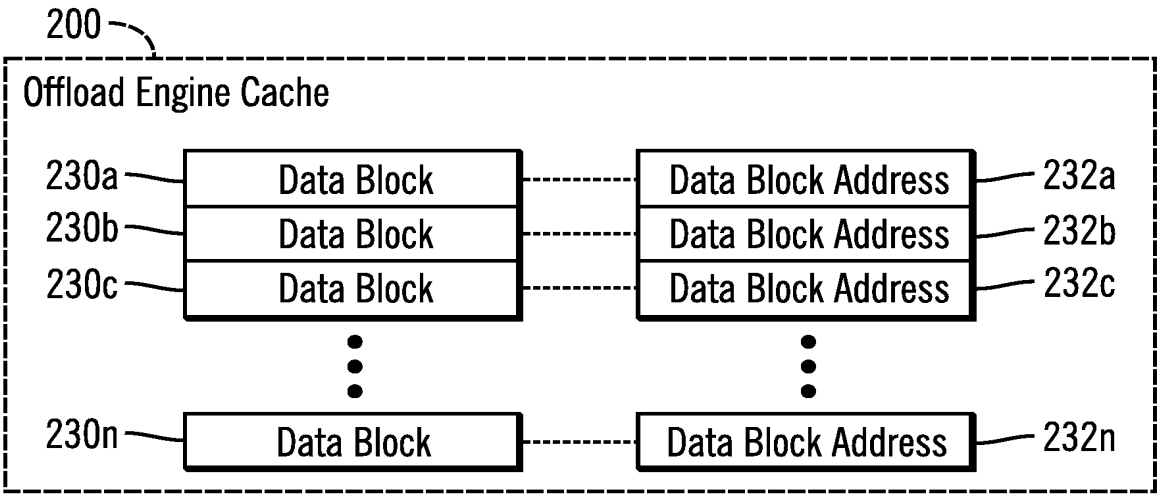 200
Offload Engine Cache
230a Data Block Data Block Address 232a
230b Data Block Data Block Address 232b
230c Data Block Data Block Address 232c
230n Data Block Data Block Address 232n